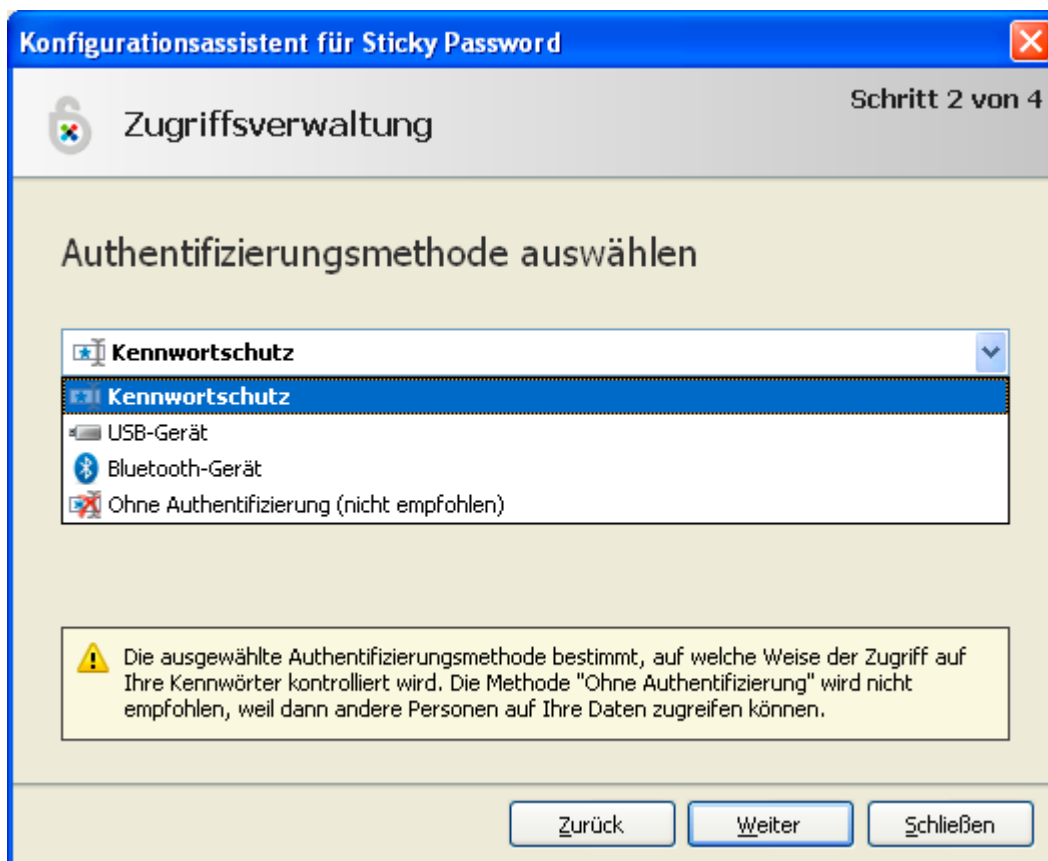 Konfigurationsassistent für Sticky Password
Schritt 2 von 4
Zugriffsverwaltung
Authentifizierungsmethode auswählen
Kennwortschutz
Kennwortschutz
USB-Gerät
Bluetooth-Gerät
Ohne Authentifizierung (nicht empfohlen)
Die ausgewählte Authentifizierungsmethode bestimmt, auf welche Weise der Zugriff auf
Ihre Kennwörter kontrolliert wird. Die Methode "Ohne Authentifizierung" wird nicht
empfohlen, weil dann andere Personen auf Ihre Daten zugreifen können.
Zurück
Weiter
Schließen